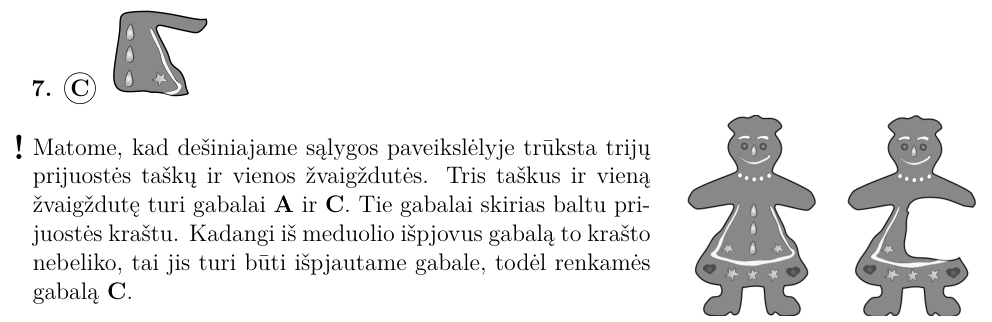 7. C
! Matome, kad dešiniajame sąlygos paveikslėlyje trūksta trijų
prijuostės taškų ir vienos žvaigždutės. Tris taškus ir vieną
žvaigždutę turi gabalai A ir C. Tie gabalai skirias baltu pri-
juostės kraštu. Kadangi iš meduolio išpjovus gabalą to krašto
nebeliko, tai jis turi būti išpjautame gabale, todėl renkamės
gabalą C.